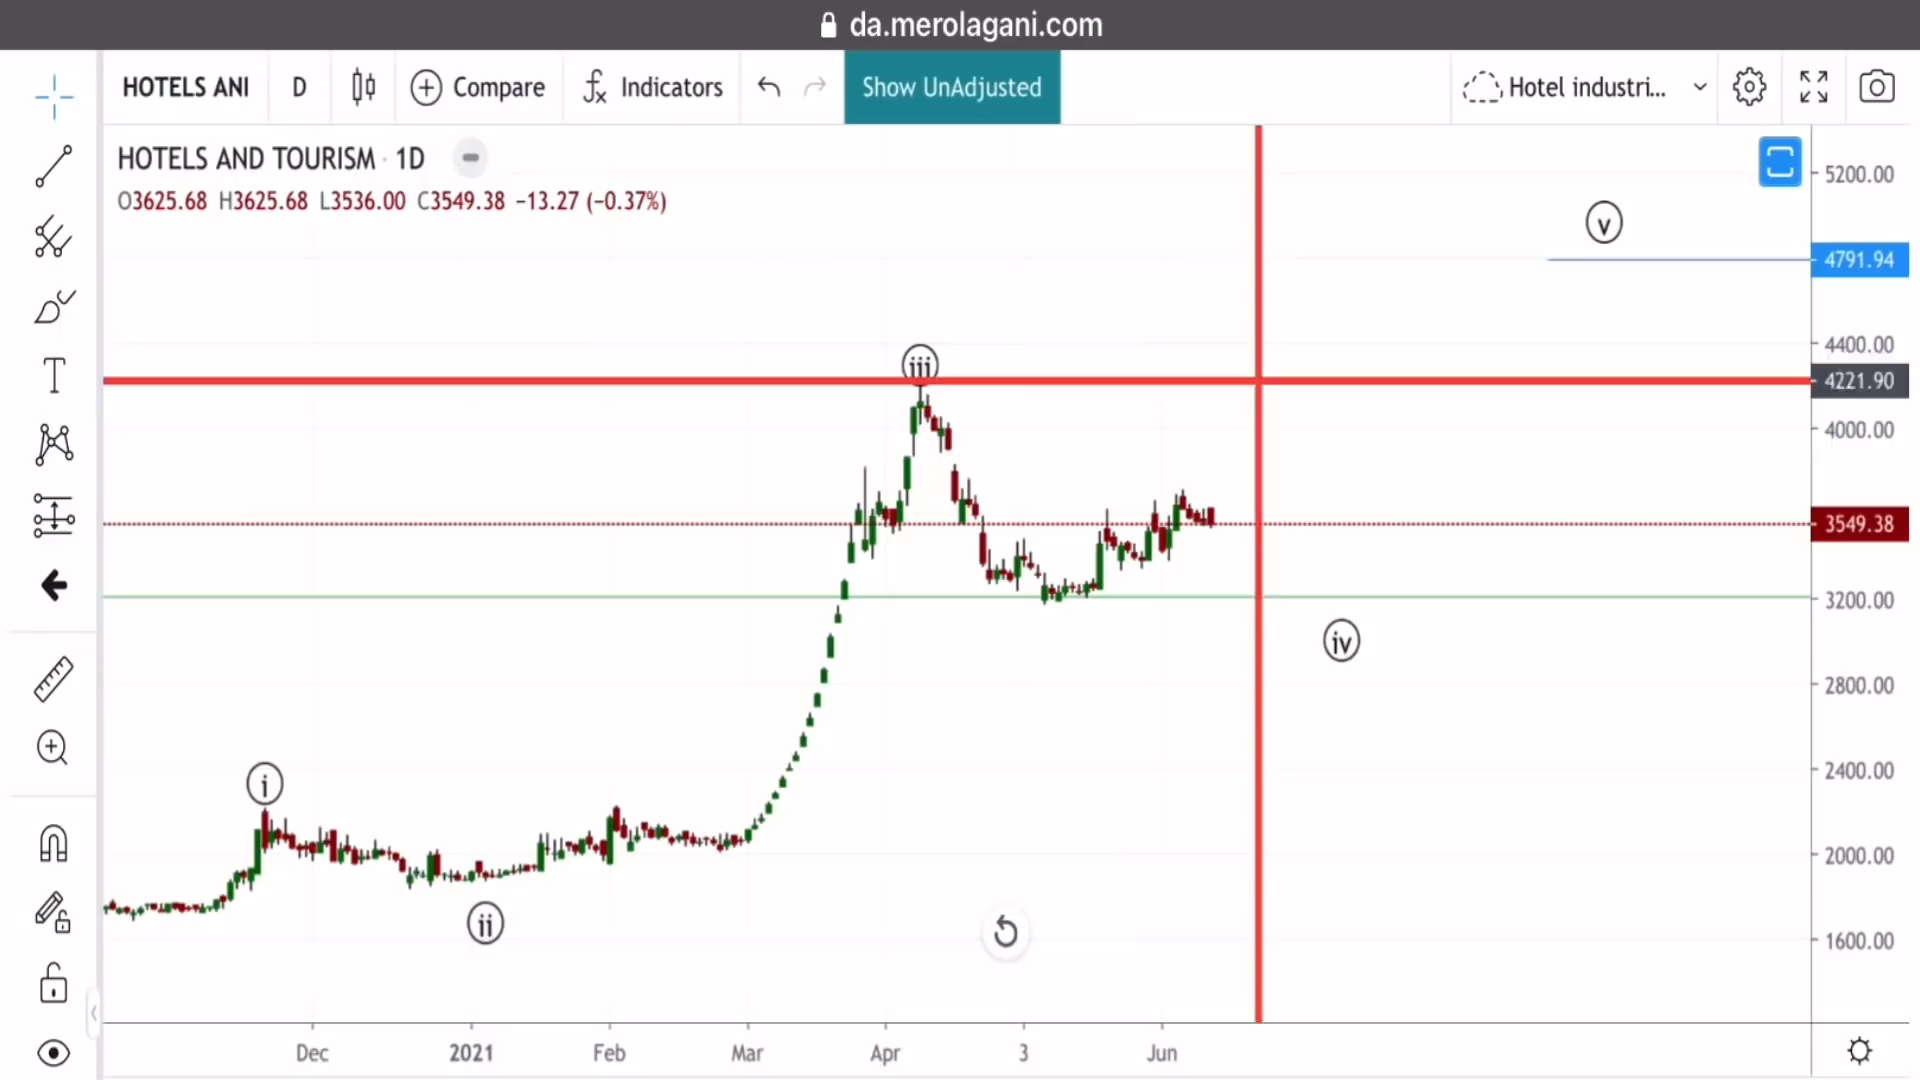 da.merolagani.com
HOTELS ANI D Compare fx Indicators Show UnAdjusted Hotel industri...
HOTELS AND TOURISM · 1D
O3625.68 H3625.68 L3536.00 C3549.38 −13.27 (−0.37%)
5200.00
v
4791.94
4400.00
iii
4221.90
4000.00
3549.38
3200.00
iv
2800.00
2400.00
i
2000.00
ii
1600.00
Dec 2021 Feb Mar Apr 3 Jun